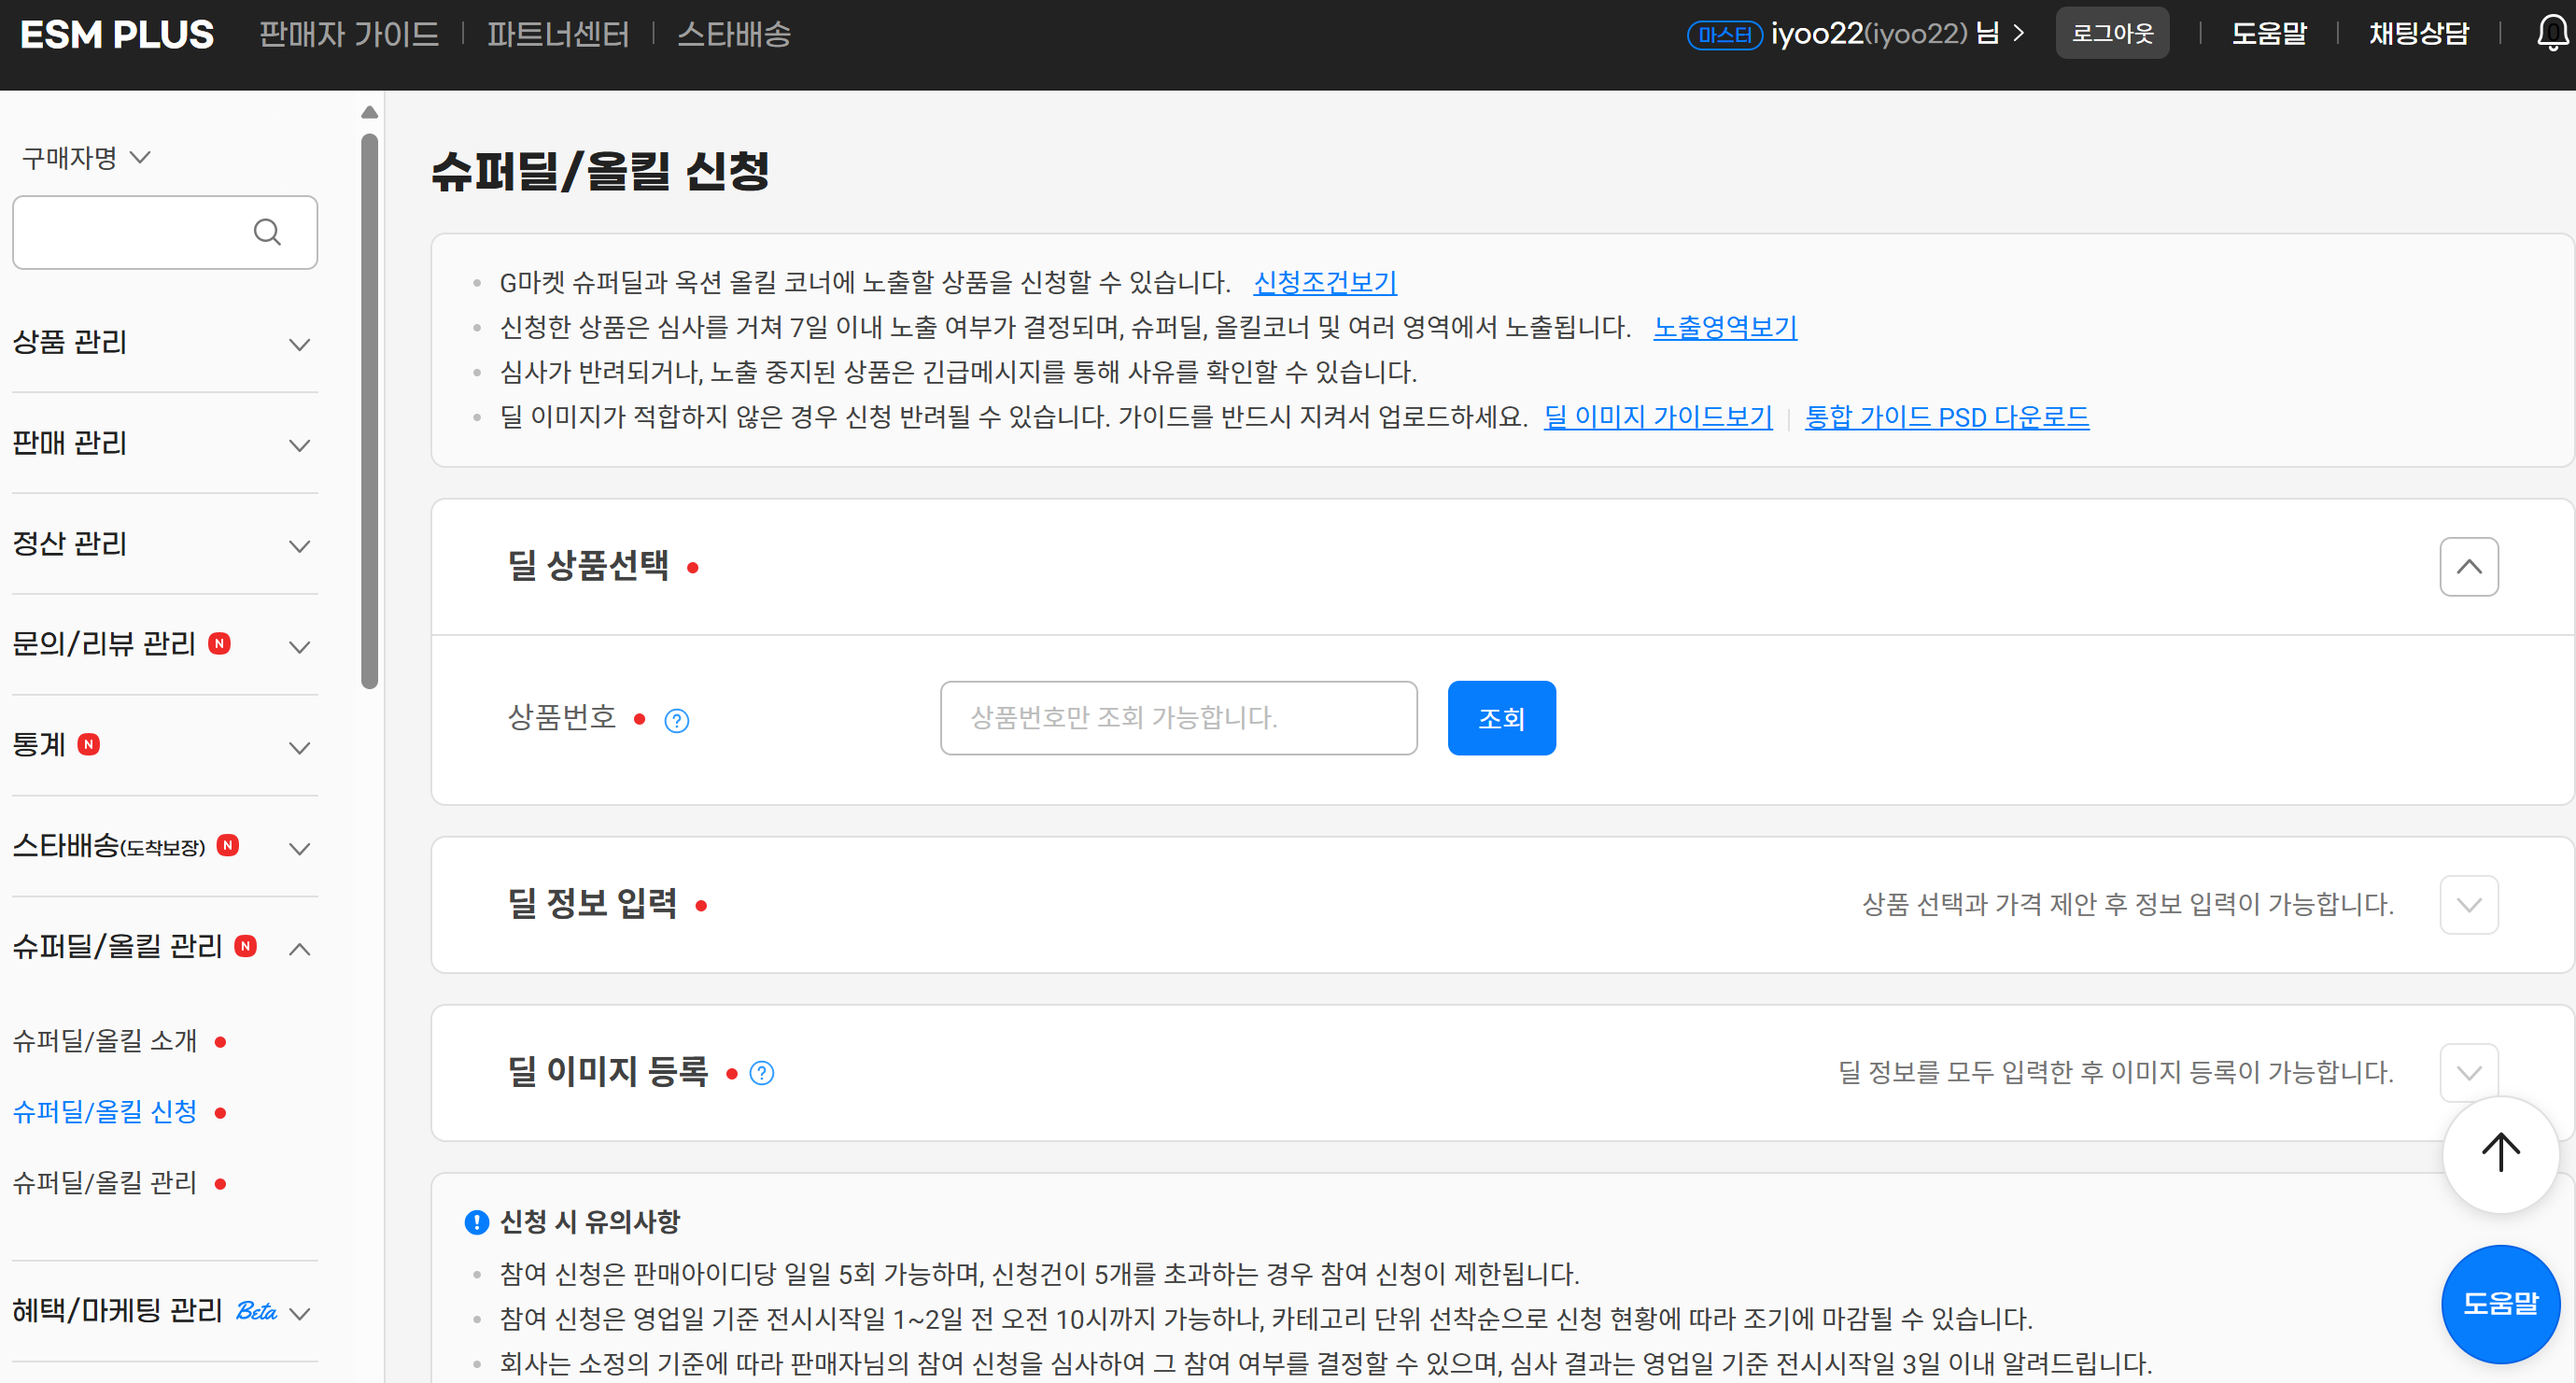 ESM PLUS 판매자 가이드 파트너센터 스타배송 마스터 iyoo22(iyoo22) 님 로그아웃 도움말 채팅상담 0
구매자명
상품 관리
판매 관리
정산 관리
문의/리뷰 관리 N
통계 N
스타배송(도착보장) N
슈퍼딜/올킬 관리 N
슈퍼딜/올킬 소개
슈퍼딜/올킬 신청
슈퍼딜/올킬 관리
혜택/마케팅 관리 Beta
슈퍼딜/올킬 신청
G마켓 슈퍼딜과 옥션 올킬 코너에 노출할 상품을 신청할 수 있습니다. 신청조건보기
신청한 상품은 심사를 거쳐 7일 이내 노출 여부가 결정되며, 슈퍼딜, 올킬코너 및 여러 영역에서 노출됩니다. 노출영역보기
심사가 반려되거나, 노출 중지된 상품은 긴급메시지를 통해 사유를 확인할 수 있습니다.
딜 이미지가 적합하지 않은 경우 신청 반려될 수 있습니다. 가이드를 반드시 지켜서 업로드하세요. 딜 이미지 가이드보기 통합 가이드 PSD 다운로드
딜 상품선택
상품번호 ? 상품번호만 조회 가능합니다. 조회
딜 정보 입력 상품 선택과 가격 제안 후 정보 입력이 가능합니다.
딜 이미지 등록 ? 딜 정보를 모두 입력한 후 이미지 등록이 가능합니다.
신청 시 유의사항
참여 신청은 판매아이디당 일일 5회 가능하며, 신청건이 5개를 초과하는 경우 참여 신청이 제한됩니다.
참여 신청은 영업일 기준 전시시작일 1~2일 전 오전 10시까지 가능하나, 카테고리 단위 선착순으로 신청 현황에 따라 조기에 마감될 수 있습니다.
회사는 소정의 기준에 따라 판매자님의 참여 신청을 심사하여 그 참여 여부를 결정할 수 있으며, 심사 결과는 영업일 기준 전시시작일 3일 이내 알려드립니다.
도움말